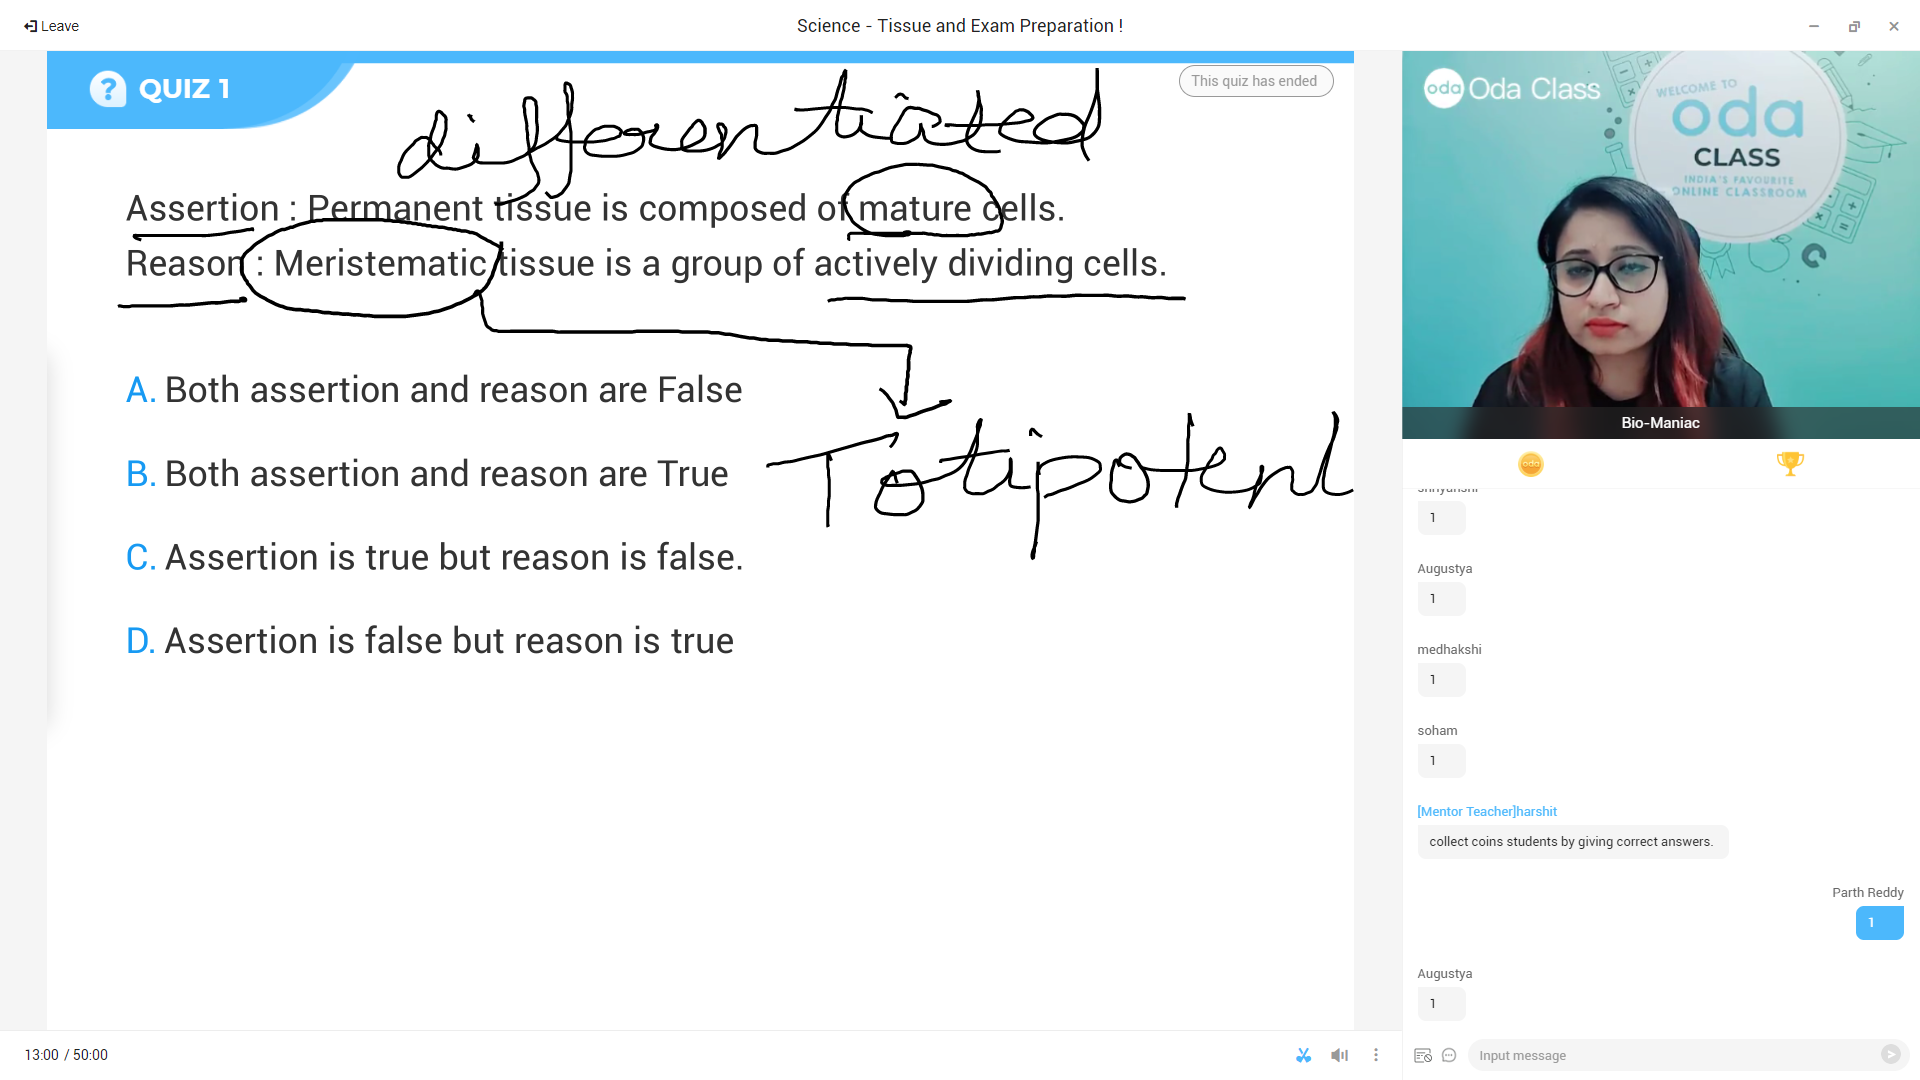 Leave
Science - Tissue and Exam Preparation !
? QUIZ 1
This quiz has ended
differentiated
Assertion : Permanent tissue is composed of mature cells.
Reason : Meristematic tissue is a group of actively dividing cells.
A. Both assertion and reason are False
B. Both assertion and reason are True
Totipotent
C. Assertion is true but reason is false.
D. Assertion is false but reason is true
13:00 / 50:00
oda Oda Class
WELCOME TO
oda
CLASS
INDIA'S FAVOURITE
ONLINE CLASSROOM
Bio-Maniac
oda
1
Augustya
1
medhakshi
1
soham
1
[Mentor Teacher]harshit
collect coins students by giving correct answers.
Parth Reddy
1
Augustya
1
Input message